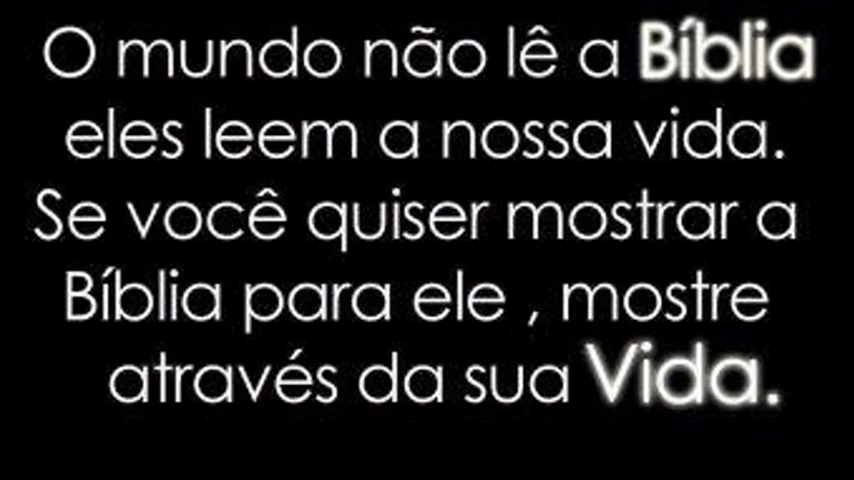 O mundo não lê a Bíblia
eles leem a nossa vida.
Se você quiser mostrar a
Bíblia para ele , mostre
através da sua Vida.